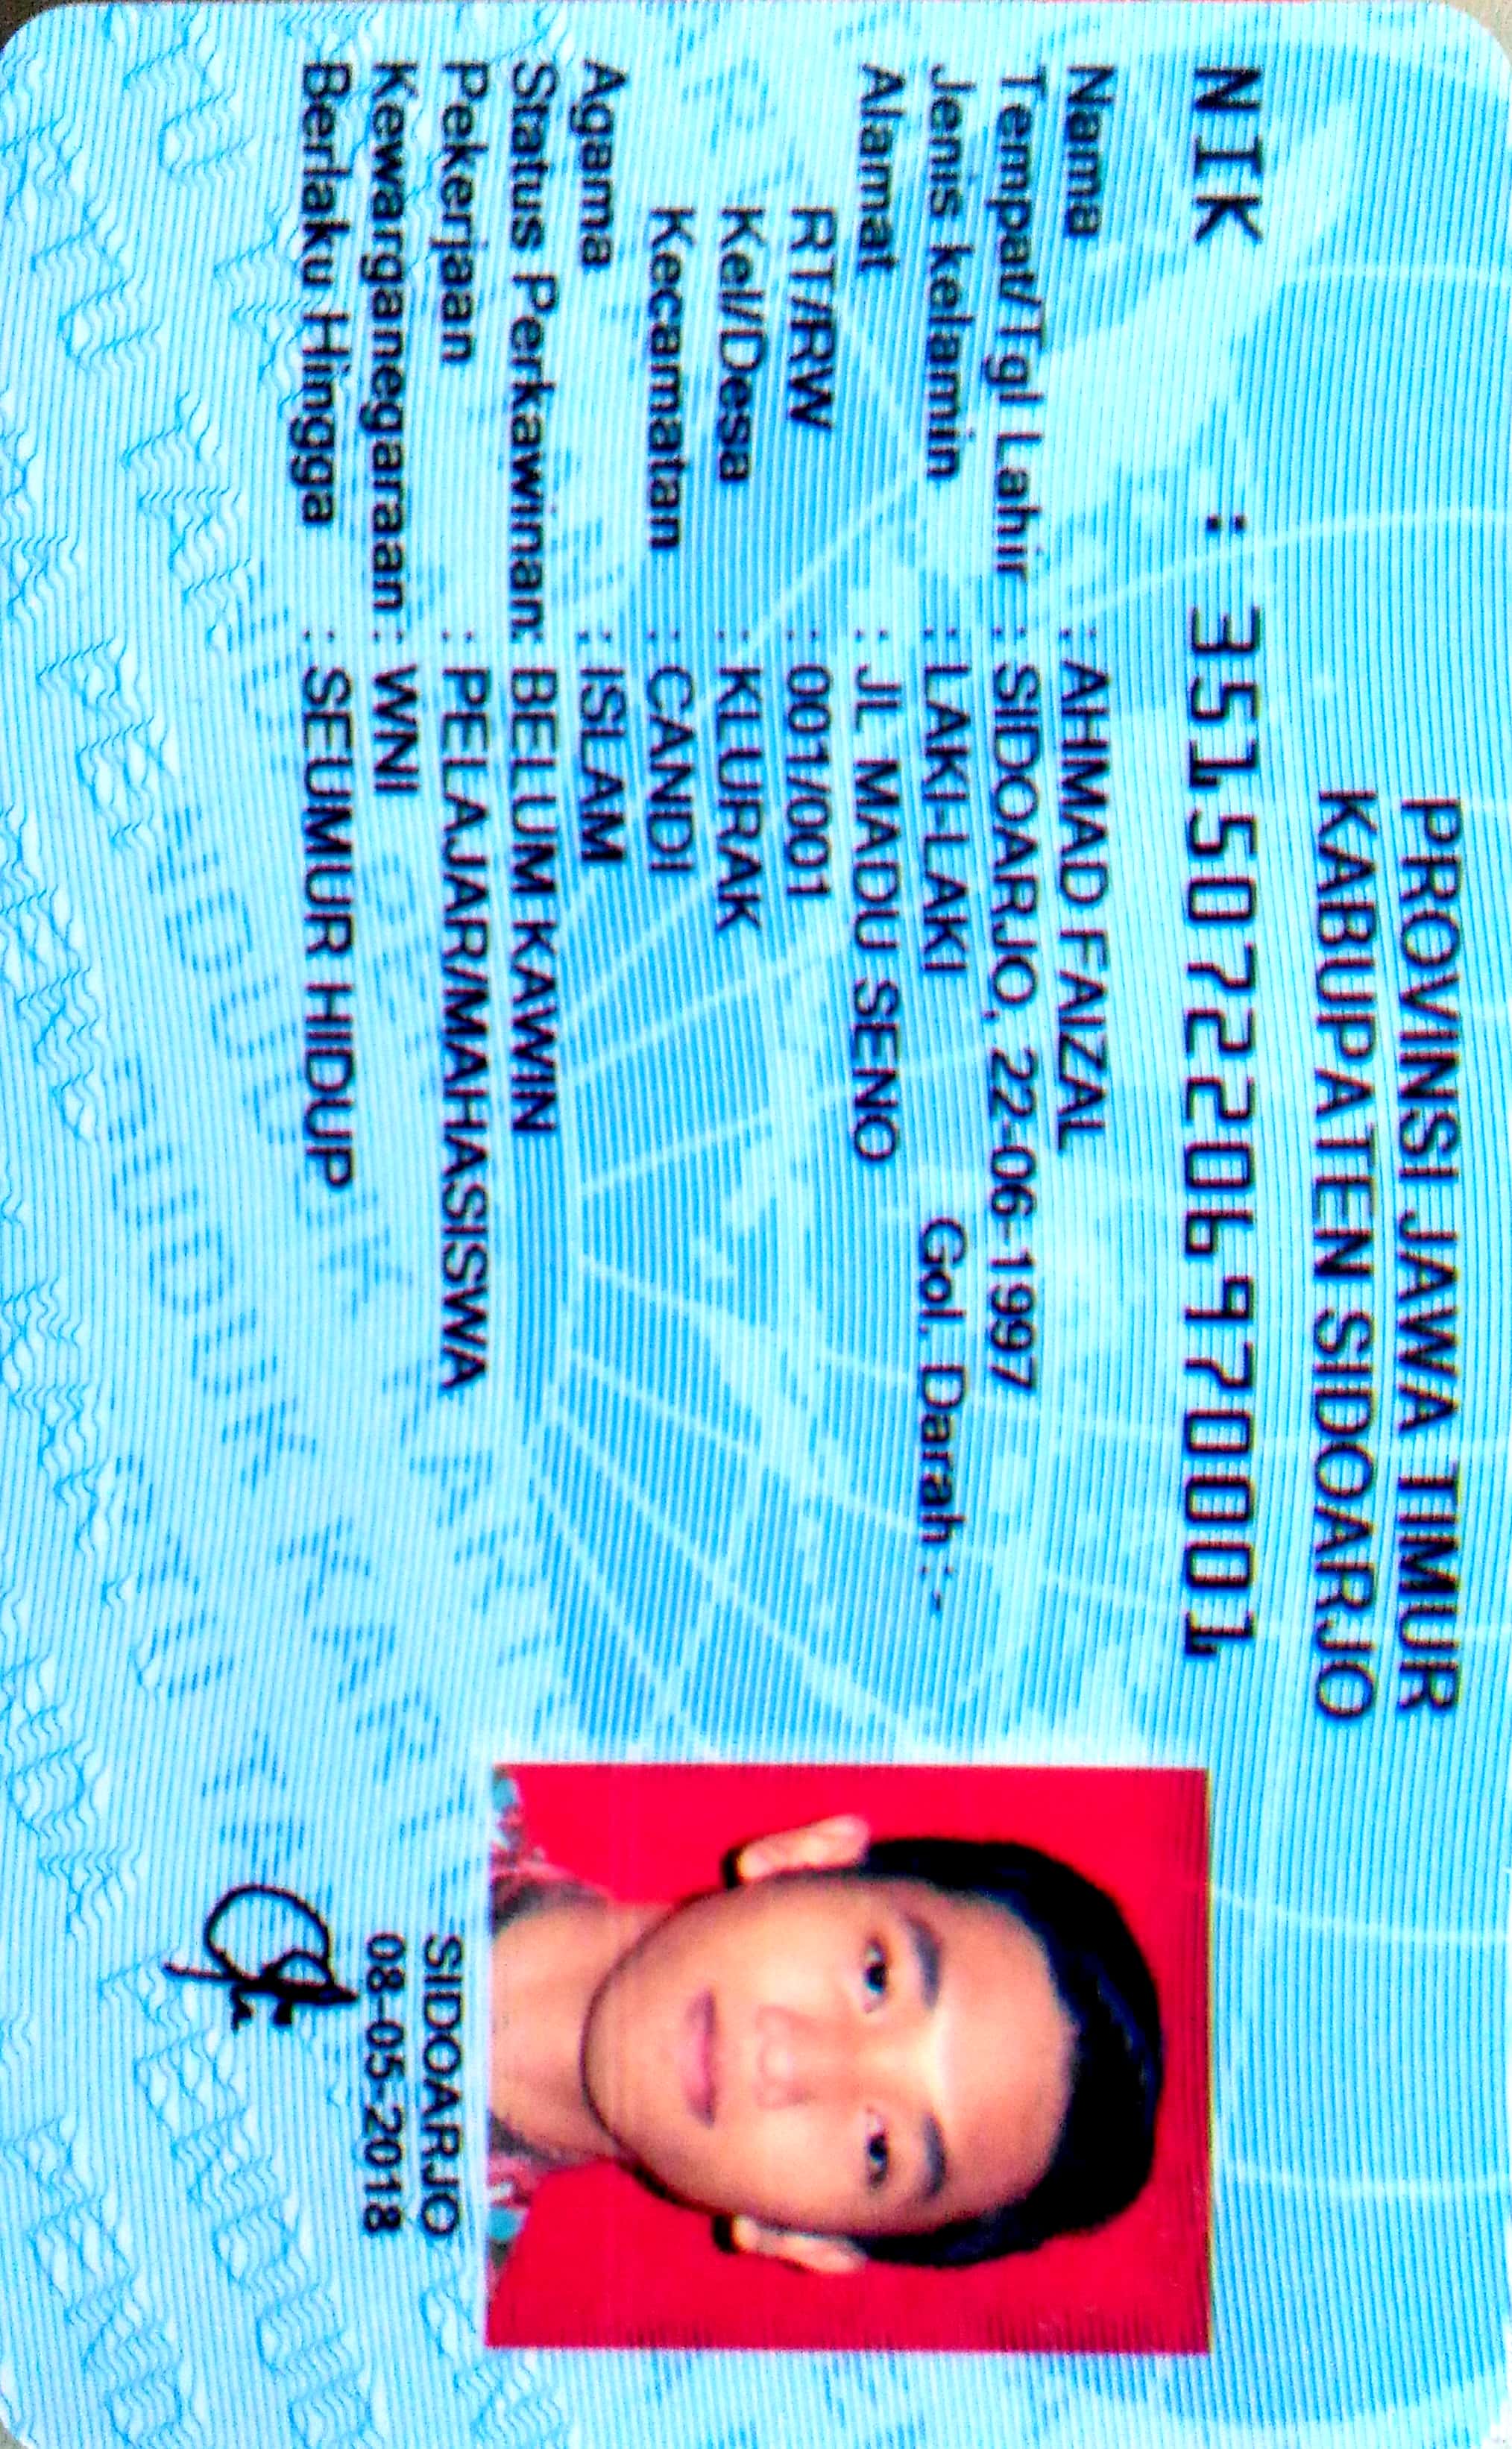 PROVINSI JAWA TIMUR
KABUPATEN SIDOARJO
NIK : 3515072206970001
Nama : AHMAD FAIZAL
Tempat/Tgl Lahir : SIDOARJO, 22-06-1997
Jenis kelamin : LAKI-LAKI Gol. Darah : -
Alamat : JL MADU SENO
RT/RW : 001/001
Kel/Desa : KLURAK
Kecamatan : CANDI
Agama : ISLAM
Status Perkawinan: BELUM KAWIN
Pekerjaan : PELAJAR/MAHASISWA
Kewarganegaraan : WNI
Berlaku Hingga : SEUMUR HIDUP
SIDOARJO
08-05-2018